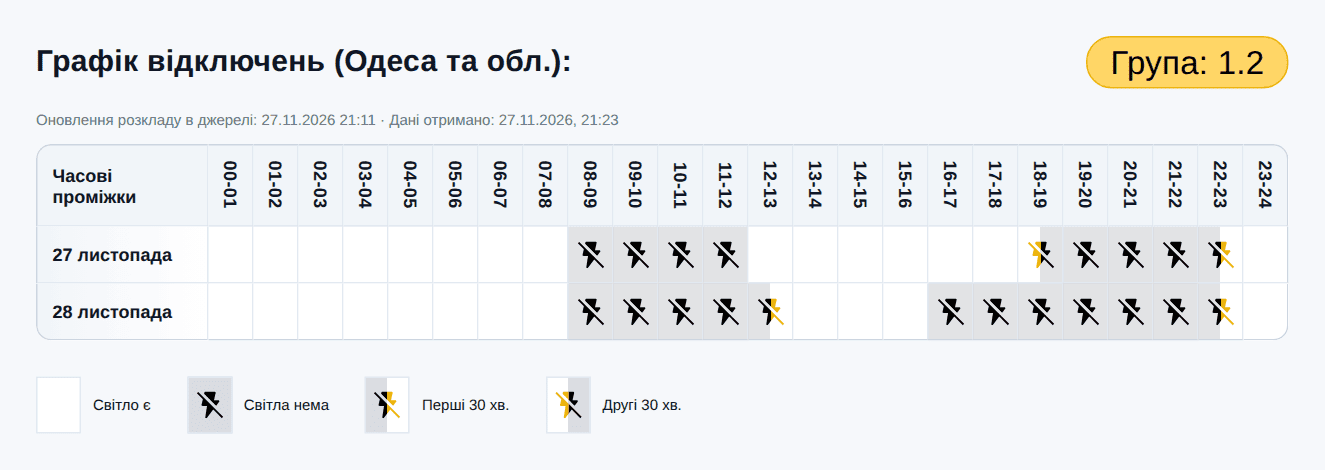 Графік відключень (Одеса та обл.):
Група: 1.2
Оновлення розкладу в джерелі: 27.11.2026 21:11 · Дані отримано: 27.11.2026, 21:23
Часові
проміжки
00-01
01-02
02-03
03-04
04-05
05-06
06-07
07-08
08-09
09-10
10-11
11-12
12-13
13-14
14-15
15-16
16-17
17-18
18-19
19-20
20-21
21-22
22-23
23-24
27 листопада
28 листопада
Світло є
Світла нема
Перші 30 хв.
Другі 30 хв.